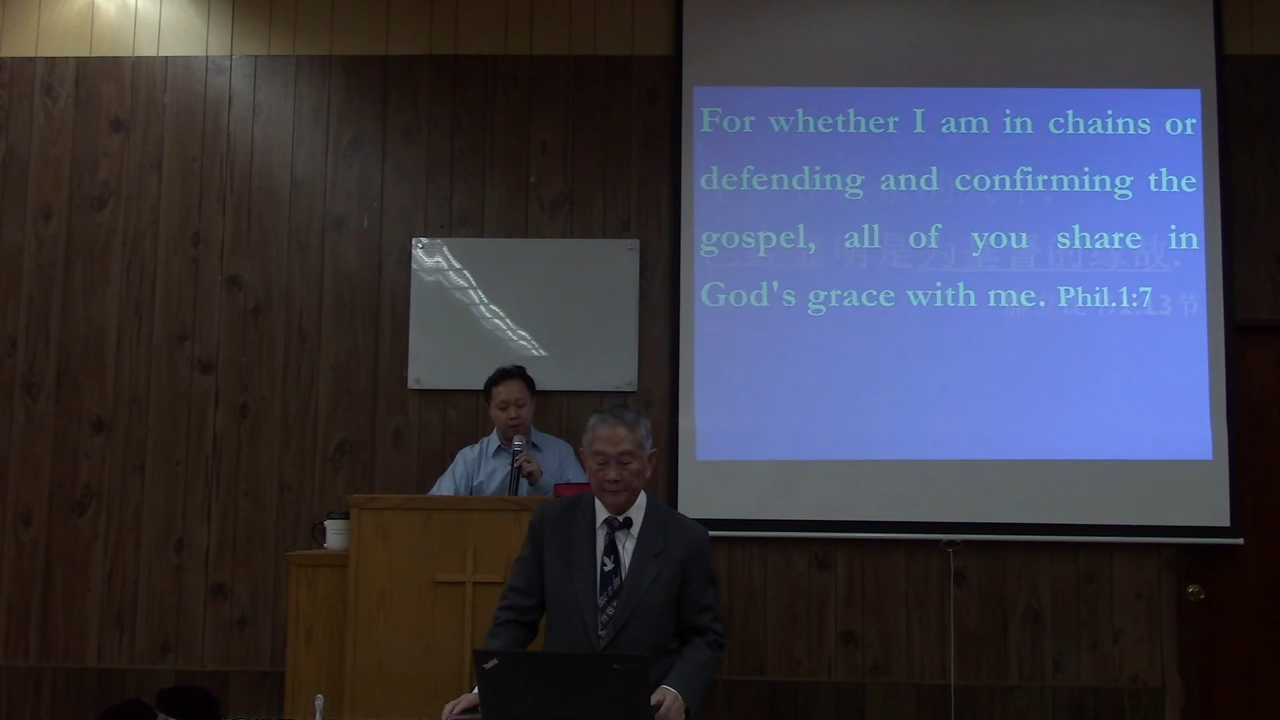 For whether I am in chains or
defending and confirming the
gospel, all of you share in
God's grace with me. Phil.1:7